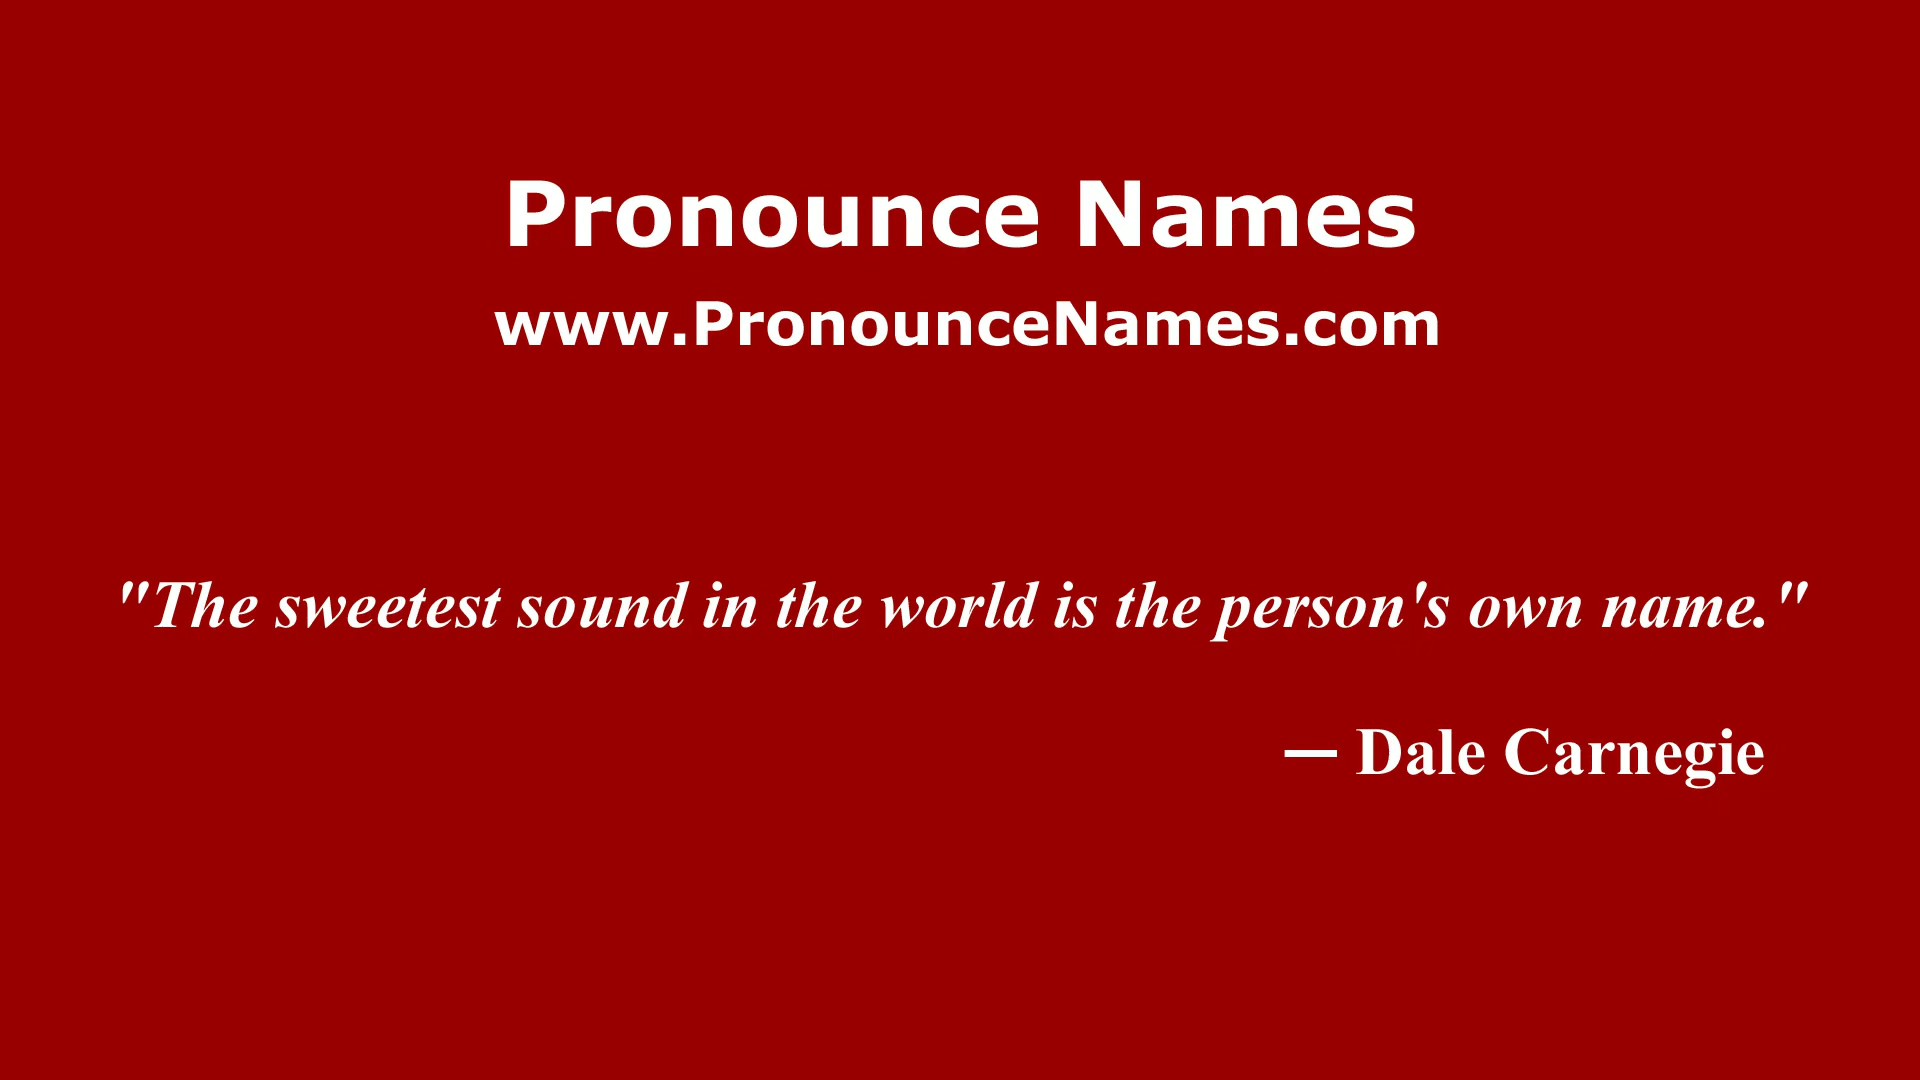 Pronounce Names
www.PronounceNames.com
"The sweetest sound in the world is the person's own name."
— Dale Carnegie